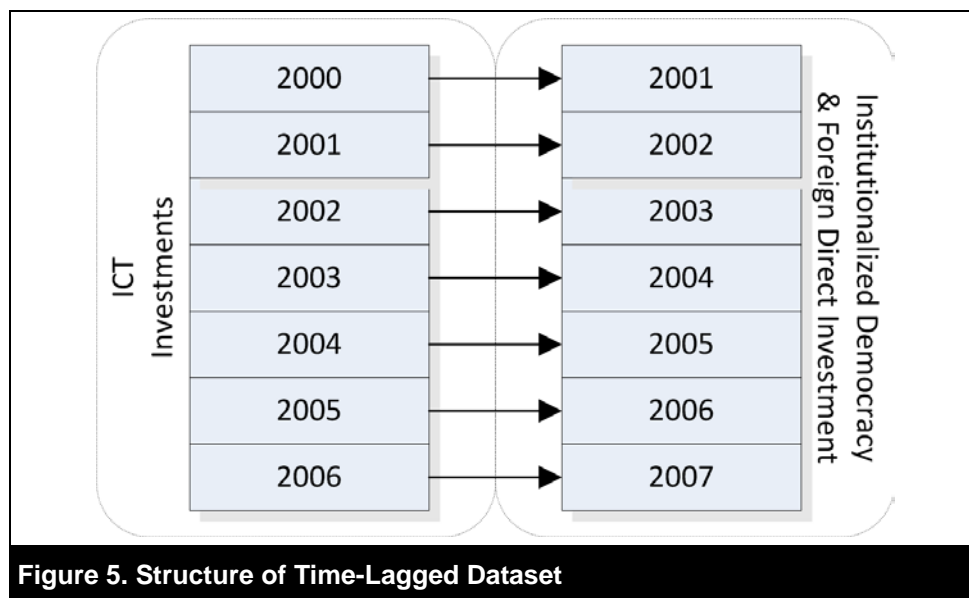 ICT
Investments
2000
2001
2002
2003
2004
2005
2006
2001
2002
2003
2004
2005
2006
2007
Institutionalized Democracy
& Foreign Direct Investment
Figure 5. Structure of Time-Lagged Dataset